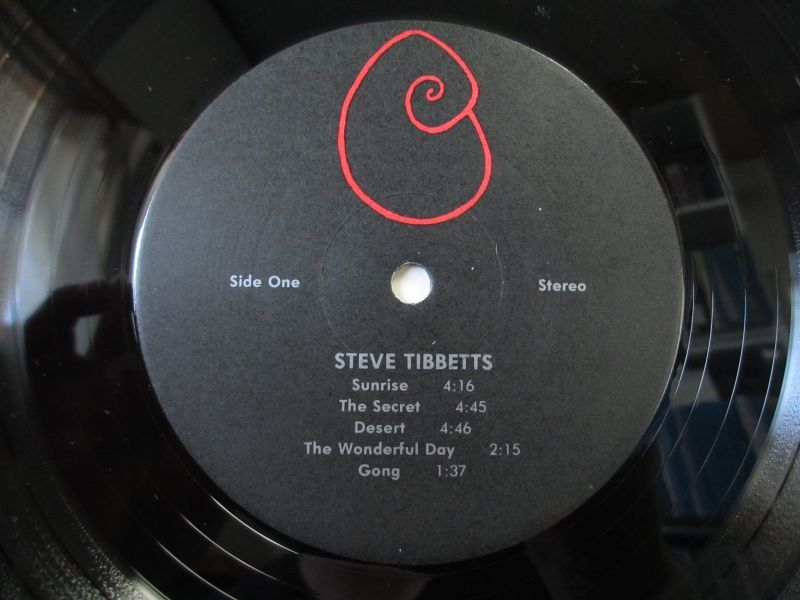 Side One
Stereo
STEVE TIBBETTS
Sunrise 4:16
The Secret 4:45
Desert 4:46
The Wonderful Day 2:15
Gong 1:37